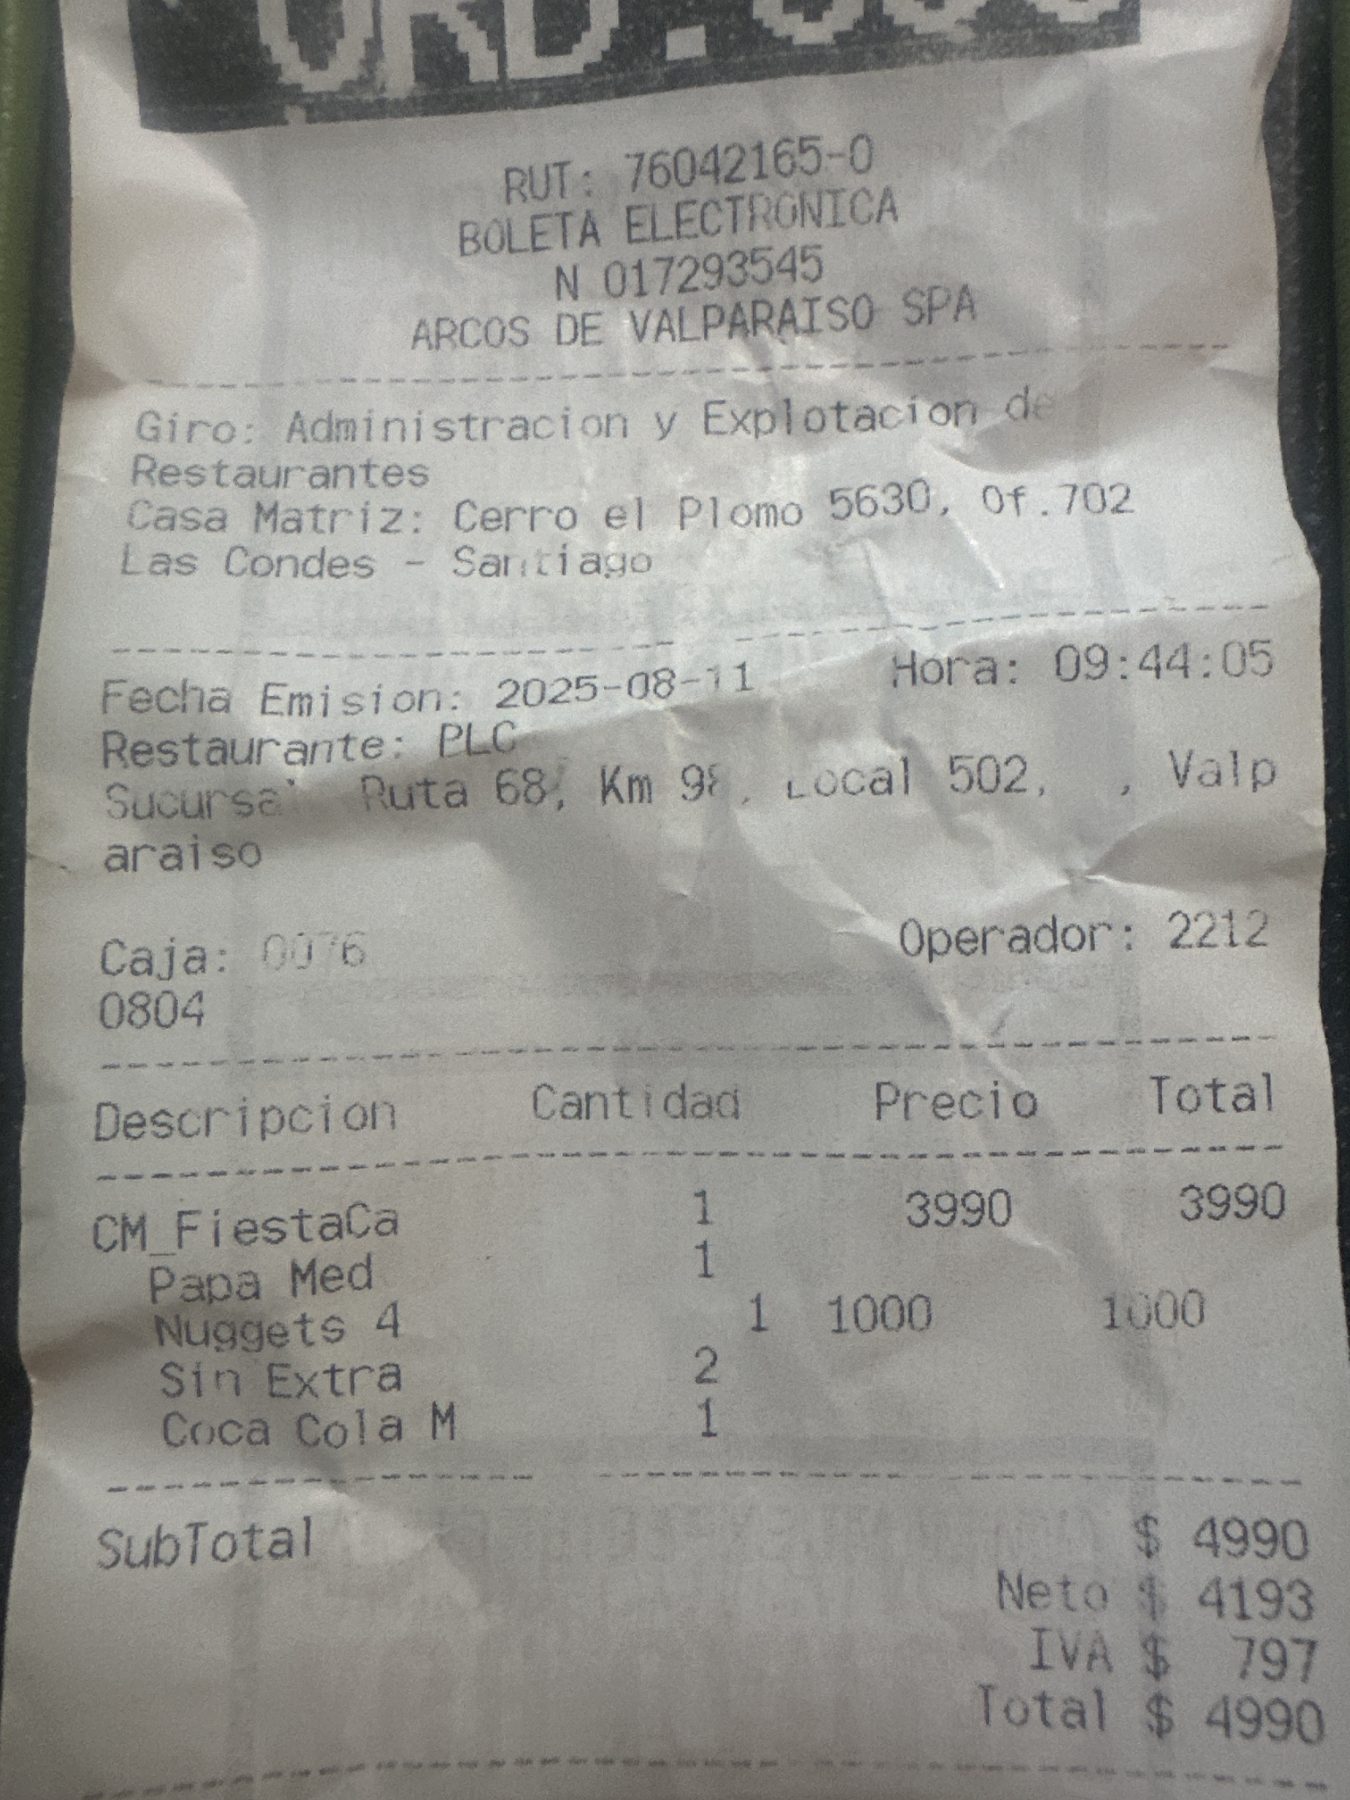 RUT: 76042165-0
BOLETA ELECTRONICA
N 017293545
ARCOS DE VALPARAISO SPA
Giro: Administracion y Explotacion de
Restaurantes
Casa Matriz: Cerro el Plomo 5630, Of.702
Las Condes - Santiago
Fecha Emision: 2025-08-11 Hora: 09:44:05
Restaurante: PLC
Sucursal Ruta 68, Km , Local 502, , Valp
araiso
Caja: 0076 Operador: 2212
0804
Descripcion Cantidad Precio Total
CM_FiestaCa 1 3990 3990
Papa Med 1
Nuggets 4 1 1000 1000
Sin Extra 2
Coca Cola M 1
SubTotal $ 4990
Neto $ 4193
IVA $ 797
Total $ 4990